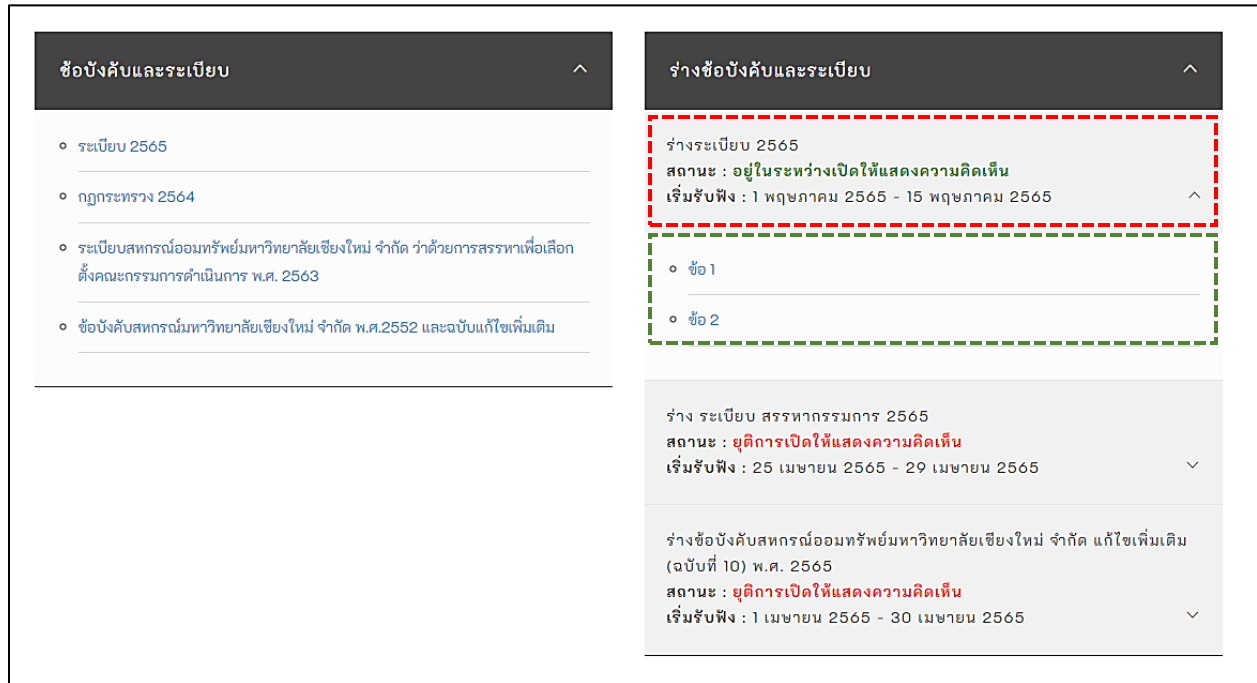 ข้อบังคับและระเบียบ
ระเบียบ 2565
กฎกระทรวง 2564
ระเบียบสหกรณ์ออมทรัพย์มหาวิทยาลัยเชียงใหม่ จำกัด ว่าด้วยการสรรหาเพื่อเลือก
ตั้งคณะกรรมการดำเนินการ พ.ศ. 2563
ข้อบังคับสหกรณ์มหาวิทยาลัยเชียงใหม่ จำกัด พ.ศ.2552 และฉบับแก้ไขเพิ่มเติม
ร่างข้อบังคับและระเบียบ
ร่างระเบียบ 2565
สถานะ : อยู่ในระหว่างเปิดให้แสดงความคิดเห็น
เริ่มรับฟัง : 1 พฤษภาคม 2565 - 15 พฤษภาคม 2565
ข้อ 1
ข้อ 2
ร่าง ระเบียบ สรรหากรรมการ 2565
สถานะ : ยุติการเปิดให้แสดงความคิดเห็น
เริ่มรับฟัง : 25 เมษายน 2565 - 29 เมษายน 2565
ร่างข้อบังคับสหกรณ์ออมทรัพย์มหาวิทยาลัยเชียงใหม่ จำกัด แก้ไขเพิ่มเติม
(ฉบับที่ 10) พ.ศ. 2565
สถานะ : ยุติการเปิดให้แสดงความคิดเห็น
เริ่มรับฟัง : 1 เมษายน 2565 - 30 เมษายน 2565